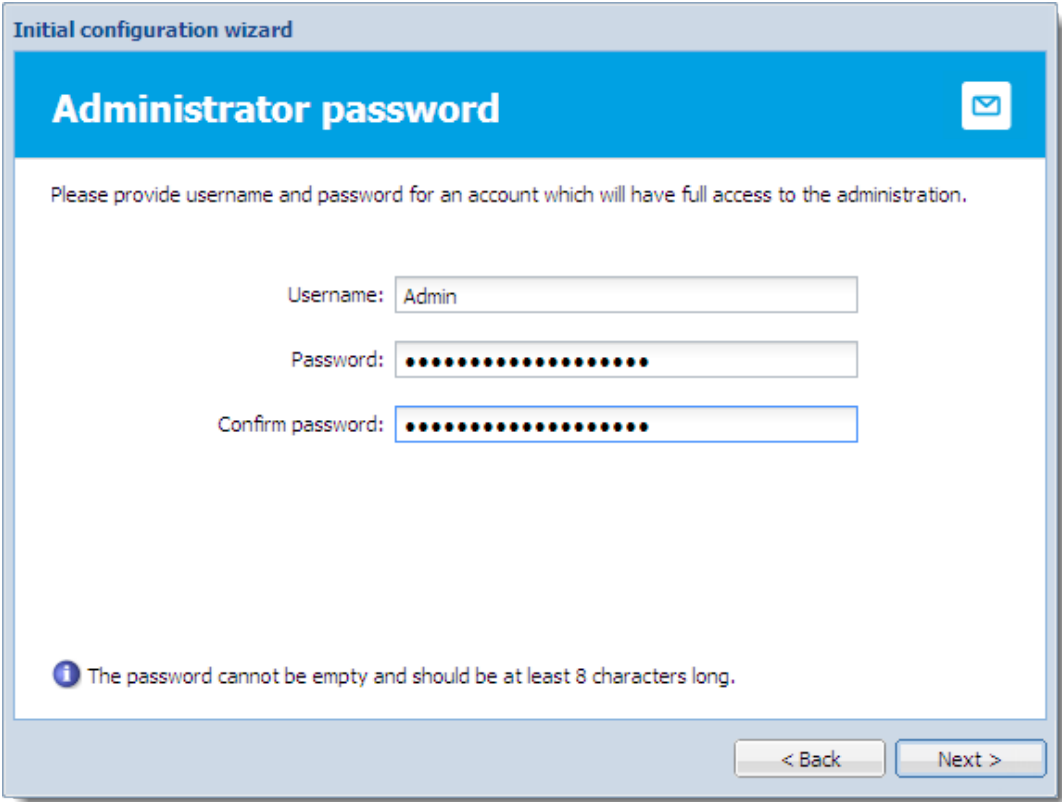 Initial configuration wizard
Administrator password
Please provide username and password for an account which will have full access to the administration.
Username: Admin
Password: •••••••••••••••••••
Confirm password: •••••••••••••••••••
The password cannot be empty and should be at least 8 characters long.
< Back Next >